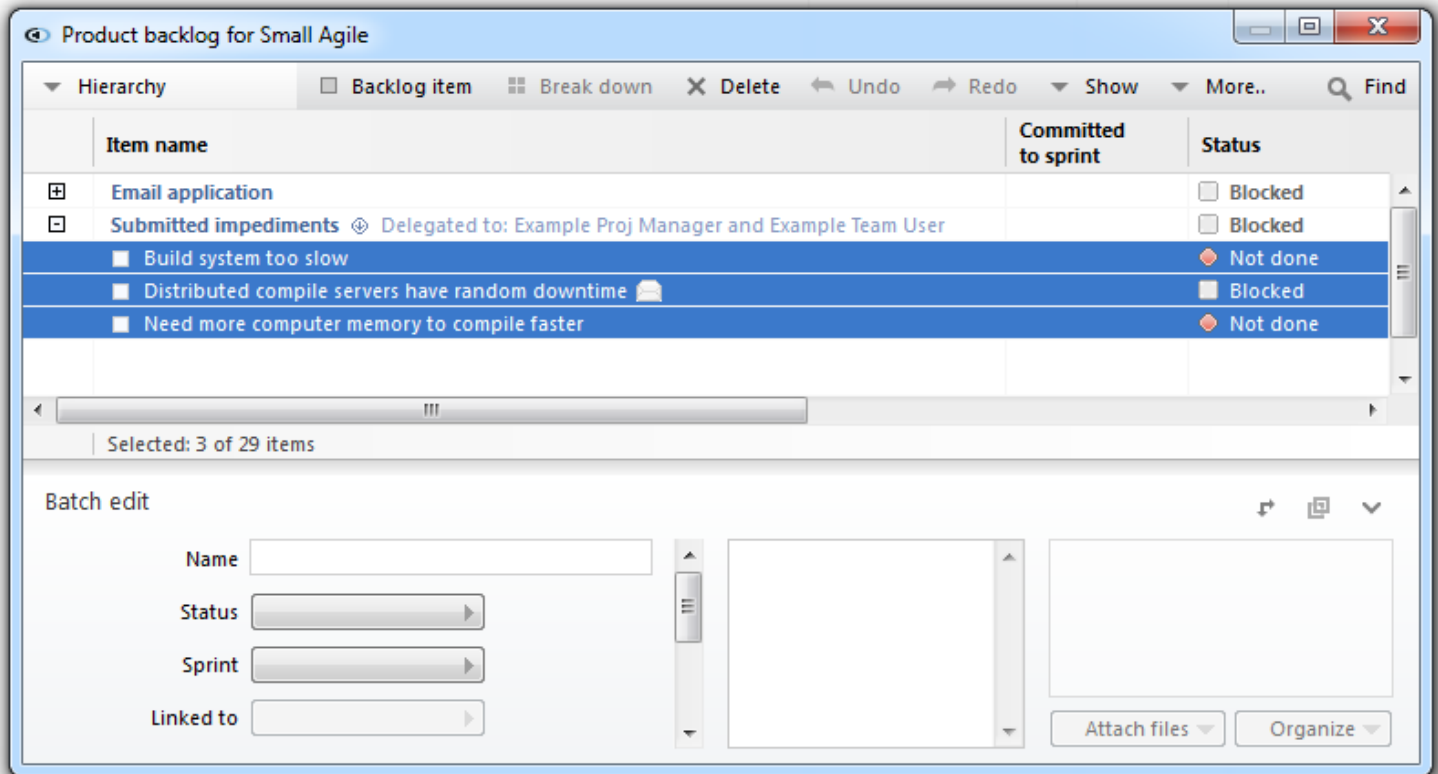 Product backlog for Small Agile
Hierarchy Backlog item Break down Delete Undo Redo Show More.. Find
Item name Committed to sprint Status
Email application Blocked
Submitted impediments Delegated to: Example Proj Manager and Example Team User Blocked
Build system too slow Not done
Distributed compile servers have random downtime Blocked
Need more computer memory to compile faster Not done
Selected: 3 of 29 items
Batch edit
Name
Status
Sprint
Linked to
Attach files Organize